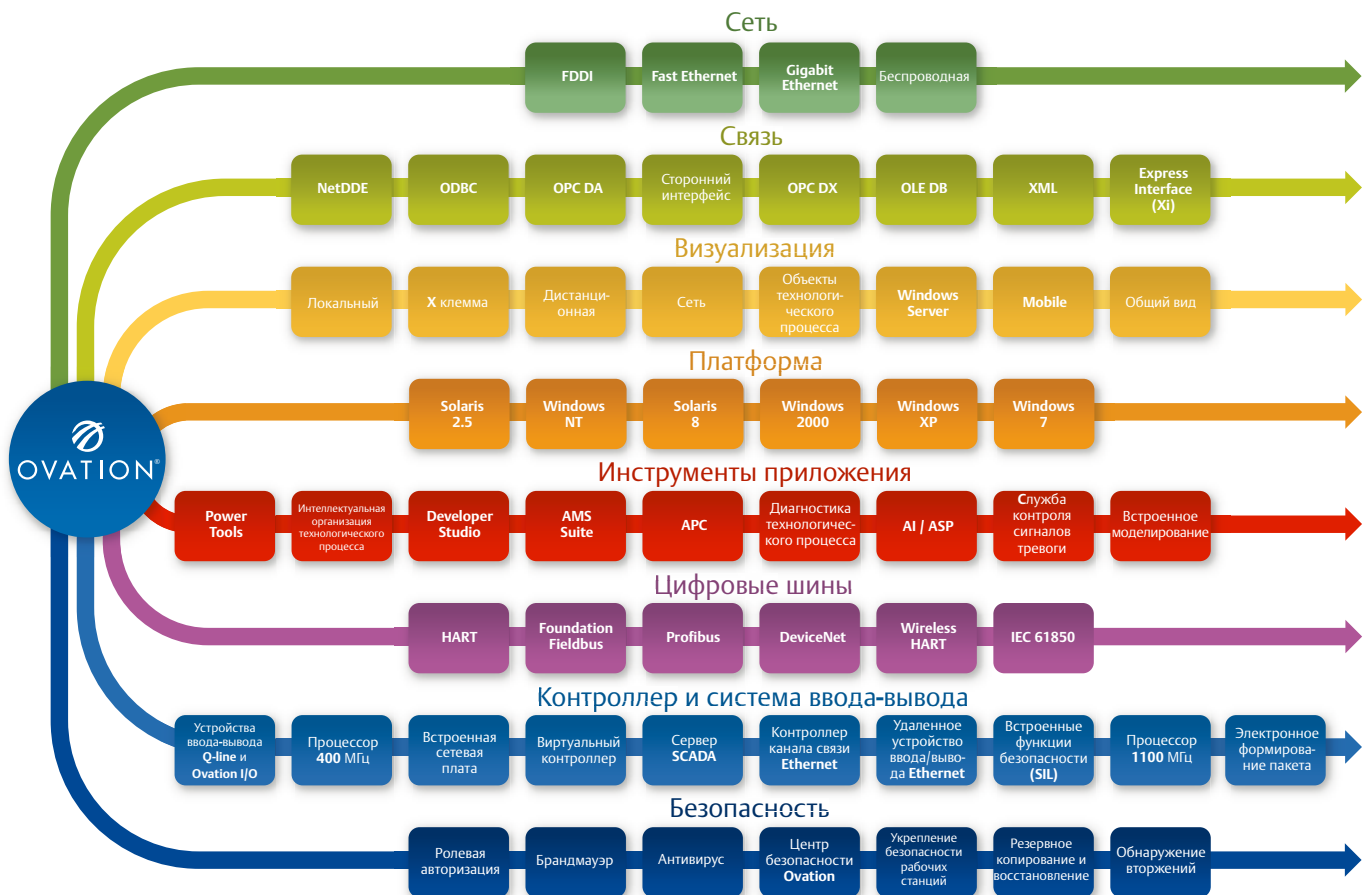 Сеть
FDDI
Fast Ethernet
Gigabit
Ethernet
Беспроводная
Связь
NetDDE
ODBC
OPC DA
Сторонний
интерфейс
OPC DX
OLE DB
XML
Express
Interface
(Xi)
Визуализация
Локальный
X клемма
Дистанци-
онная
Сеть
Объекты
технологи-
ческого
процесса
Windows
Server
Mobile
Общий вид
Платформа
Solaris
2.5
Windows
NT
Solaris
8
Windows
2000
Windows
XP
Windows
7
OVATION®
Инструменты приложения
Power
Tools
Интеллектуальная
организация
технологического
процесса
Developer
Studio
AMS
Suite
APC
Диагностика
технологичес-
кого процесса
AI / ASP
Служба
контроля
сигналов
тревоги
Встроенное
моделирование
Цифровые шины
HART
Foundation
Fieldbus
Profibus
DeviceNet
Wireless
HART
IEC 61850
Контроллер и система ввода-вывода
Устройства
ввода-вывода
Q-line и
Ovation I/O
Процессор
400 МГц
Встроенная
сетевая
плата
Виртуальный
контроллер
Сервер
SCADA
Контроллер
канала связи
Ethernet
Удаленное
устройство
ввода/выво-
да Ethernet
Встроенные
функции
безопасности
(SIL)
Процессор
1100 МГц
Электронное
формирова-
ние пакета
Безопасность
Ролевая
авторизация
Брандмауэр
Антивирус
Центр
безопасности
Ovation
Укрепление
безопасности
рабочих
станций
Резервное
копирование и
восстановление
Обнаружение
вторжений